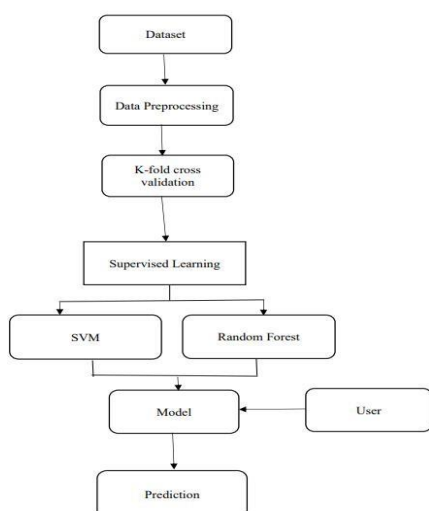 Dataset
Data Preprocessing
K-fold cross
validation
Supervised Learning
SVM
Random Forest
Model
User
Prediction